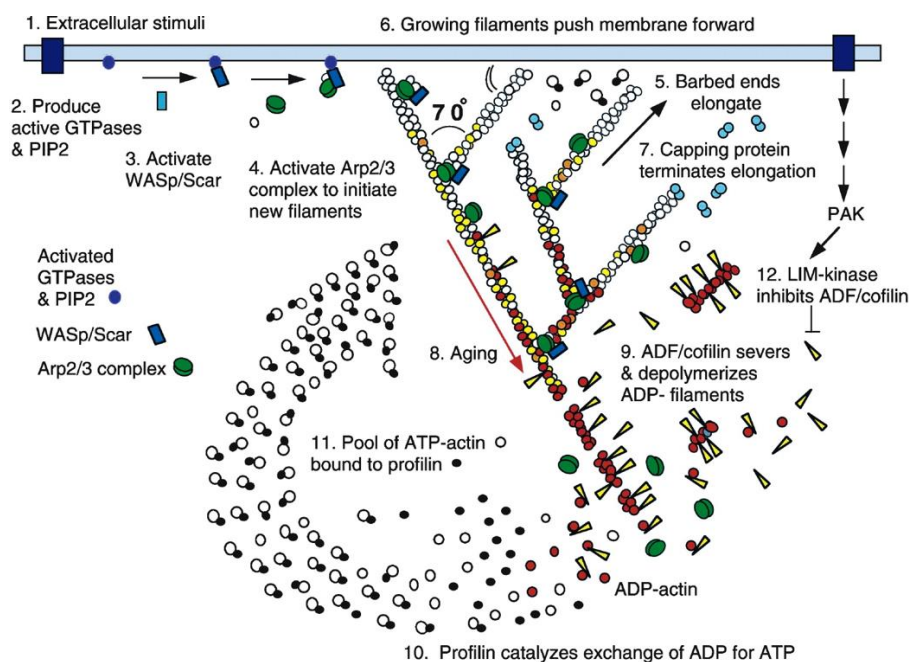 1. Extracellular stimuli
6. Growing filaments push membrane forward
2. Produce
active GTPases
& PIP2
3. Activate
WASp/Scar
4. Activate Arp2/3
complex to initiate
new filaments
70°
5. Barbed ends
elongate
7. Capping protein
terminates elongation
PAK
12. LIM-kinase
inhibits ADF/cofilin
Activated
GTPases
& PIP2
WASp/Scar
Arp2/3 complex
8. Aging
9. ADF/cofilin severs
& depolymerizes
ADP- filaments
11. Pool of ATP-actin
bound to profilin
ADP-actin
10. Profilin catalyzes exchange of ADP for ATP